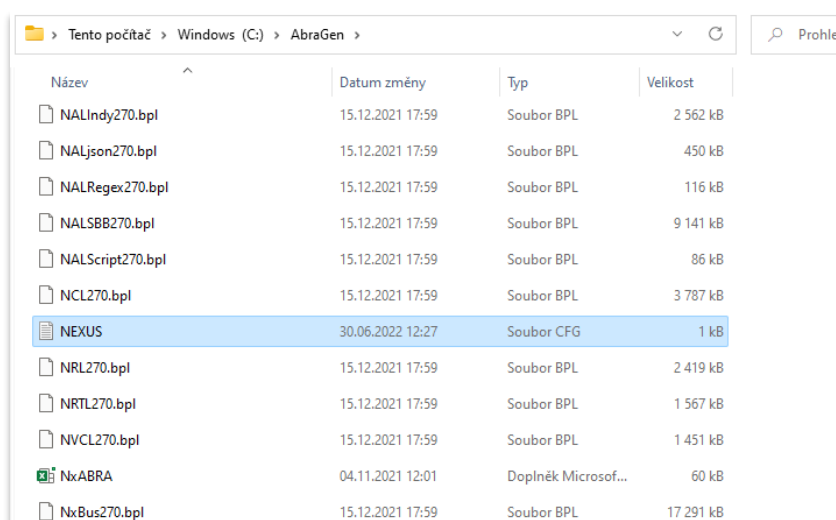 Tento počítač > Windows (C:) > AbraGen >
Prohle
Název Datum změny Typ Velikost
NALIndy270.bpl 15.12.2021 17:59 Soubor BPL 2 562 kB
NALjson270.bpl 15.12.2021 17:59 Soubor BPL 450 kB
NALRegex270.bpl 15.12.2021 17:59 Soubor BPL 116 kB
NALSBB270.bpl 15.12.2021 17:59 Soubor BPL 9 141 kB
NALScript270.bpl 15.12.2021 17:59 Soubor BPL 86 kB
NCL270.bpl 15.12.2021 17:59 Soubor BPL 3 787 kB
NEXUS 30.06.2022 12:27 Soubor CFG 1 kB
NRL270.bpl 15.12.2021 17:59 Soubor BPL 2 419 kB
NRTL270.bpl 15.12.2021 17:59 Soubor BPL 1 567 kB
NVCL270.bpl 15.12.2021 17:59 Soubor BPL 1 451 kB
NxABRA 04.11.2021 12:01 Doplněk Microsof... 60 kB
NxBus270.bpl 15.12.2021 17:59 Soubor BPL 17 291 kB